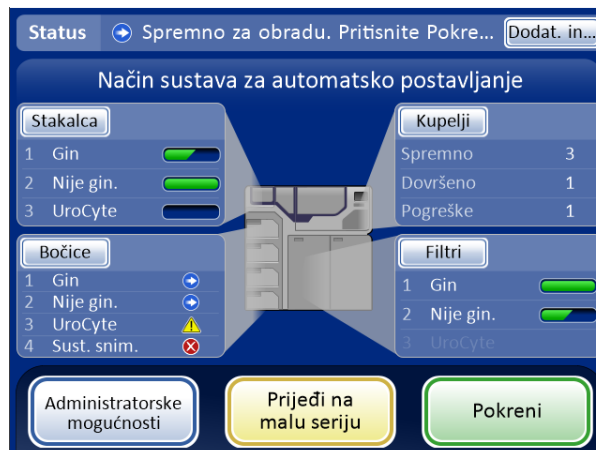 Status Spremno za obradu. Pritisnite Pokre... Dodat. in...
Način sustava za automatsko postavljanje
Stakalca
1 Gin
2 Nije gin.
3 UroCyte
Kupelji
Spremno 3
Dovršeno 1
Pogreške 1
Bočice
1 Gin
2 Nije gin.
3 UroCyte
4 Sust. snim.
Filtri
1 Gin
2 Nije gin.
3 UroCyte
Administratorske
mogućnosti
Prijeđi na
malu seriju
Pokreni